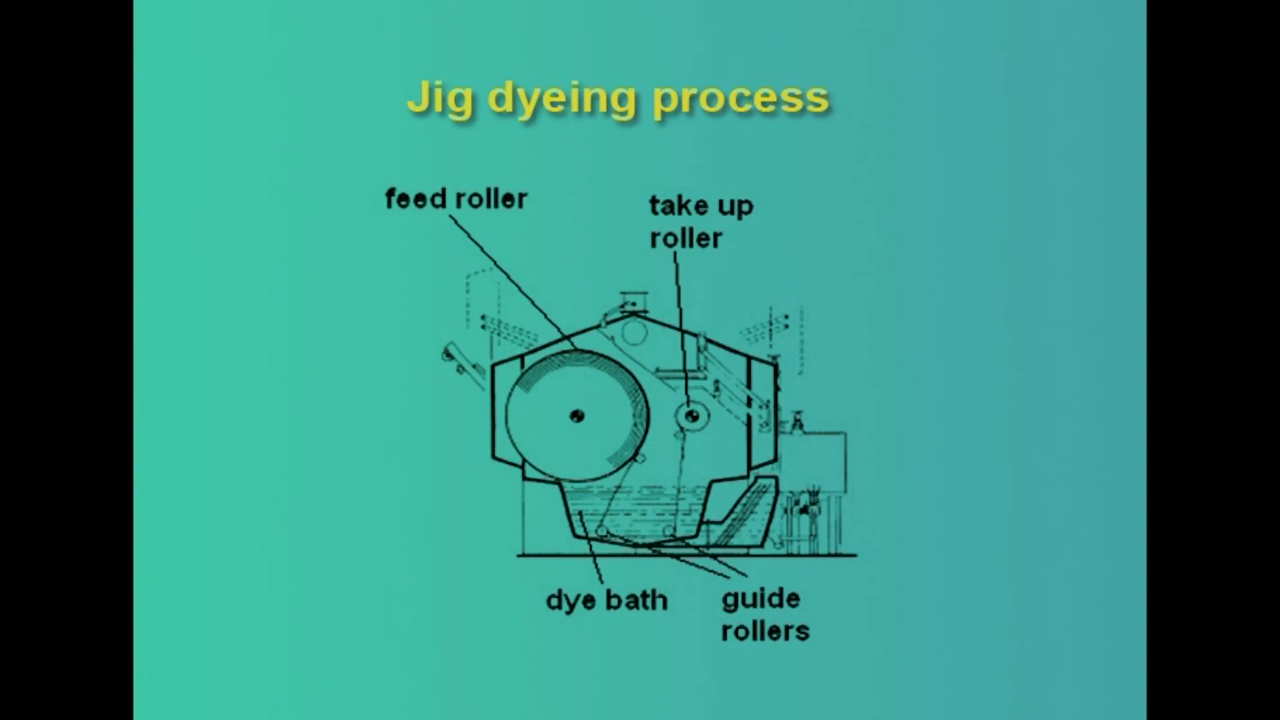 Jig dyeing process
feed roller
take up
roller
dye bath
guide
rollers